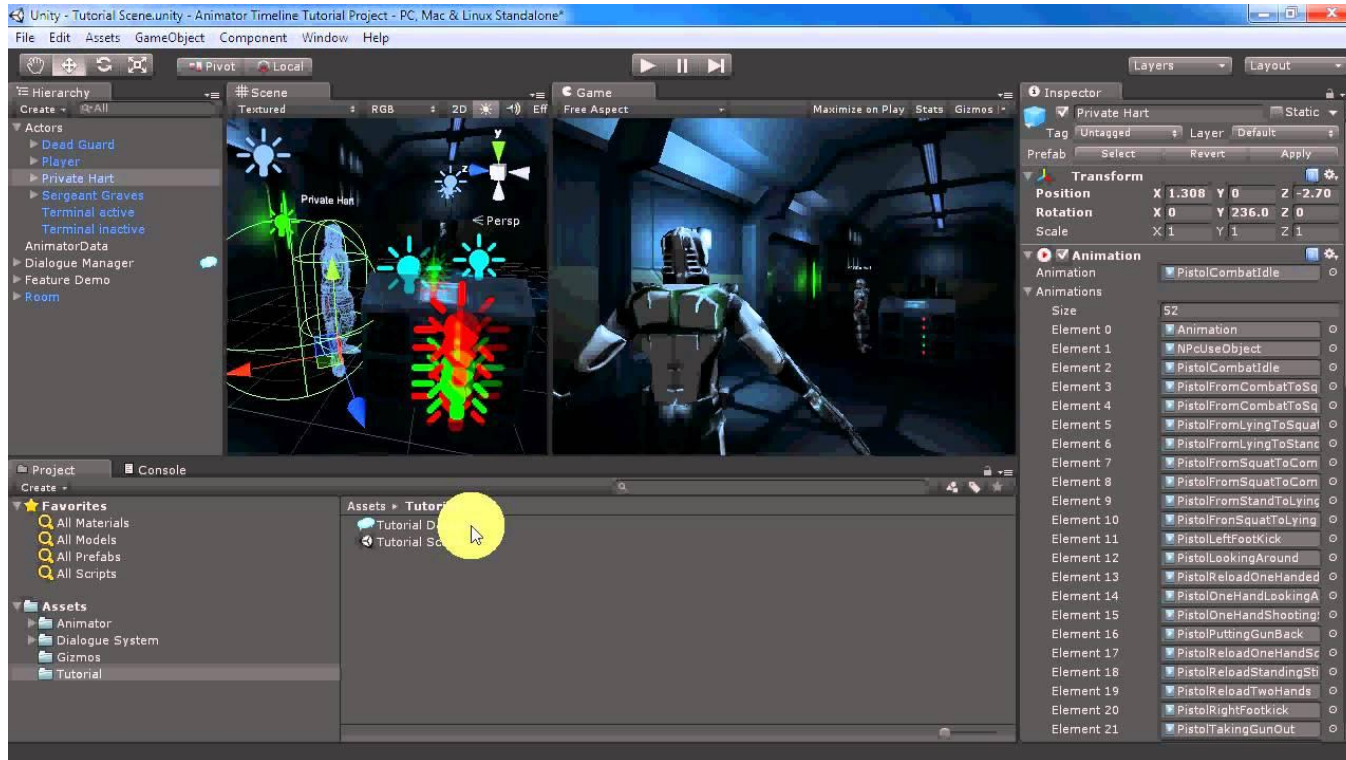 Unity - Tutorial Scene.unity - Animator Timeline Tutorial Project - PC, Mac & Linux Standalone*
File Edit Assets GameObject Component Window Help
Pivot Local
Layers
Layout
Hierarchy
Create
All
Actors
Dead Guard
Player
Private Hart
Sergeant Graves
Terminal active
Terminal inactive
AnimatorData
Dialogue Manager
Feature Demo
Room
Scene
Textured
RGB
2D
Eff
y
z
Persp
Private Hart
Game
Free Aspect
Maximize on Play Stats Gizmos
Inspector
Private Hart
Static
Tag Untagged Layer Default
Prefab Select Revert Apply
Transform
Position X 1.308 Y 0 Z -2.70
Rotation X 0 Y 236.0 Z 0
Scale X 1 Y 1 Z 1
Animation
Animation PistolCombatIdle
Animations
Size 52
Element 0 Animation
Element 1 NPcUseObject
Element 2 PistolCombatIdle
Element 3 PistolFromCombatToSq
Element 4 PistolFromCombatToSq
Element 5 PistolFromLyingToSquat
Element 6 PistolFromLyingToStanc
Element 7 PistolFromSquatToCom
Element 8 PistolFromSquatToCom
Element 9 PistolFromStandToLying
Element 10 PistolFronSquatToLying
Element 11 PistolLeftFootKick
Element 12 PistolLookingAround
Element 13 PistolReloadOneHanded
Element 14 PistolOneHandLookingA
Element 15 PistolOneHandShooting
Element 16 PistolPuttingGunBack
Element 17 PistolReloadOneHandSc
Element 18 PistolReloadStandingSti
Element 19 PistolReloadTwoHands
Element 20 PistolRightFootkick
Element 21 PistolTakingGunOut
Project
Console
Create
Favorites
All Materials
All Models
All Prefabs
All Scripts
Assets
Animator
Dialogue System
Gizmos
Tutorial
Assets
Tutorial
Tutorial